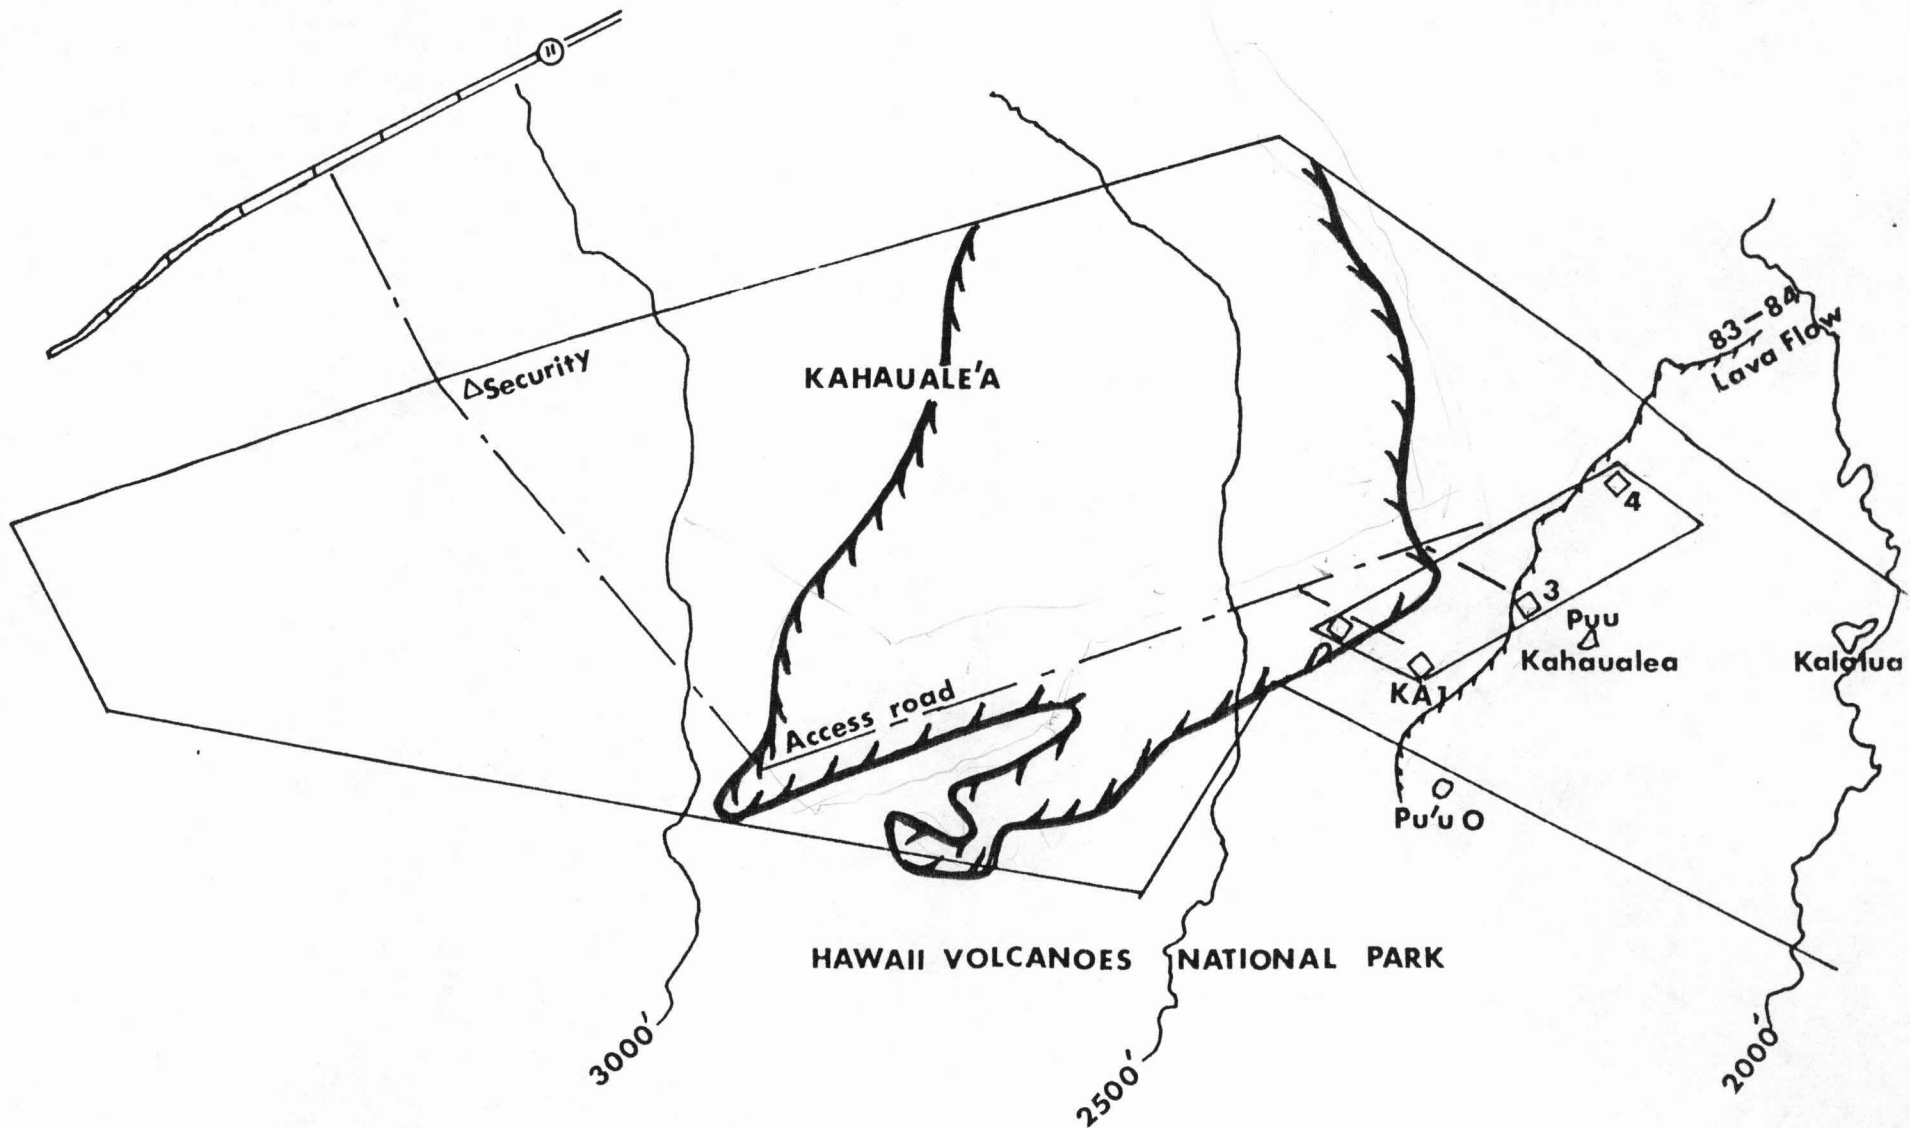 11
83–84
Lava Flow
△Security
KAHAUALE'A
4
3
Puu
Kahaualea
Kalalua
KA1
Access road
Pu'u O
HAWAII VOLCANOES NATIONAL PARK
3000'
2500'
2000'